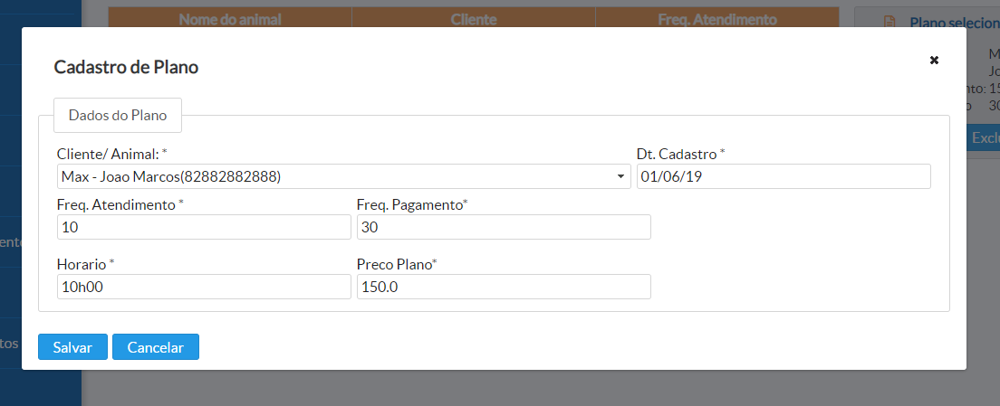 Nome do animal Cliente Freq. Atendimento
Plano selecion
Cadastro de Plano
Dados do Plano
Cliente/ Animal: * Dt. Cadastro *
Max - Joao Marcos(82882882888) 01/06/19
Freq. Atendimento * Freq. Pagamento*
10 30
Horario * Preco Plano*
10h00 150.0
Salvar Cancelar
M
Jo
nto: 15
o 30
Exclu
ento
tos